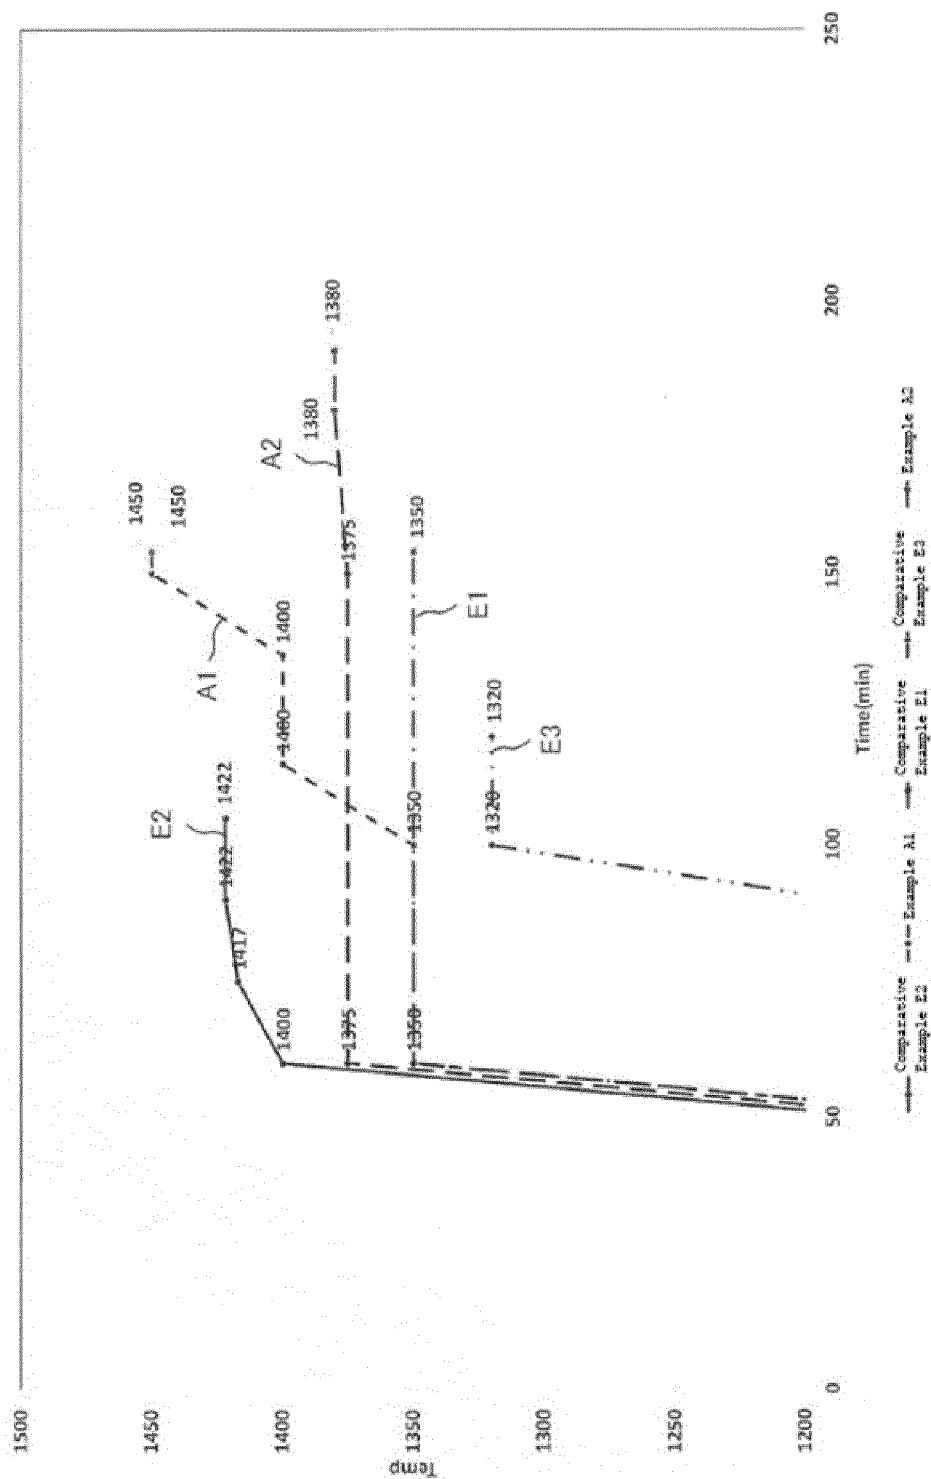 1500
1450
1400
1350
1300
1250
1200
Temp
0
50
100
150
200
250
Time(min)
E2
1400
1417
1422
1422
A1
1350
1400
1400
1450
1450
A2
1375
1375
1380
1380
E1
1350
1350
E3
1320
1320
Comparative
Example E2
Example A1
Comparative
Example E1
Comparative
Example E3
Example A2